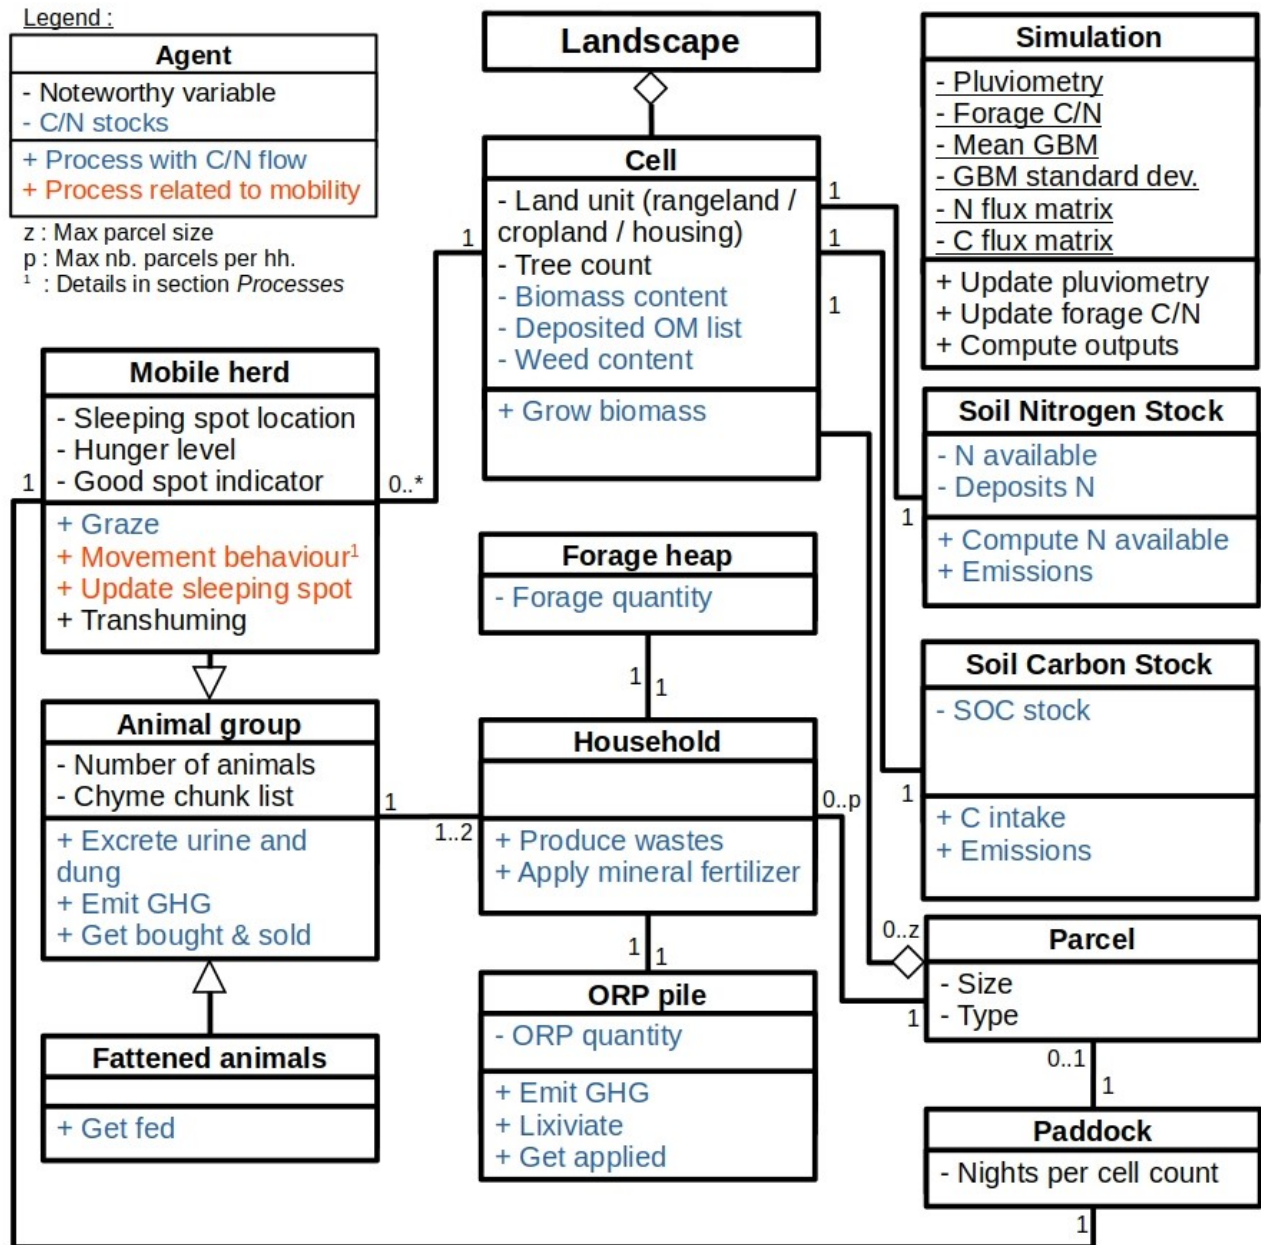 Legend :
Agent
- Noteworthy variable
- C/N stocks
+ Process with C/N flow
+ Process related to mobility
z : Max parcel size
p : Max nb. parcels per hh.
1 : Details in section Processes
Landscape
Cell
- Land unit (rangeland /
cropland / housing)
- Tree count
- Biomass content
- Deposited OM list
- Weed content
+ Grow biomass
1
1
1
1
Simulation
- Pluviometry
- Forage C/N
- Mean GBM
- GBM standard dev.
- N flux matrix
- C flux matrix
+ Update pluviometry
+ Update forage C/N
+ Compute outputs
Mobile herd
- Sleeping spot location
- Hunger level
- Good spot indicator
+ Graze
+ Movement behaviour1
+ Update sleeping spot
+ Transhuming
1
0..*
Soil Nitrogen Stock
- N available
- Deposits N
+ Compute N available
+ Emissions
1
Forage heap
- Forage quantity
1
1
Soil Carbon Stock
- SOC stock
+ C intake
+ Emissions
1
Animal group
- Number of animals
- Chyme chunk list
+ Excrete urine and
dung
+ Emit GHG
+ Get bought & sold
1
1..2
Household
+ Produce wastes
+ Apply mineral fertilizer
0..p
1
1
0..z
Parcel
- Size
- Type
1
0..1
1
ORP pile
- ORP quantity
+ Emit GHG
+ Lixiviate
+ Get applied
Fattened animals
+ Get fed
Paddock
- Nights per cell count
1